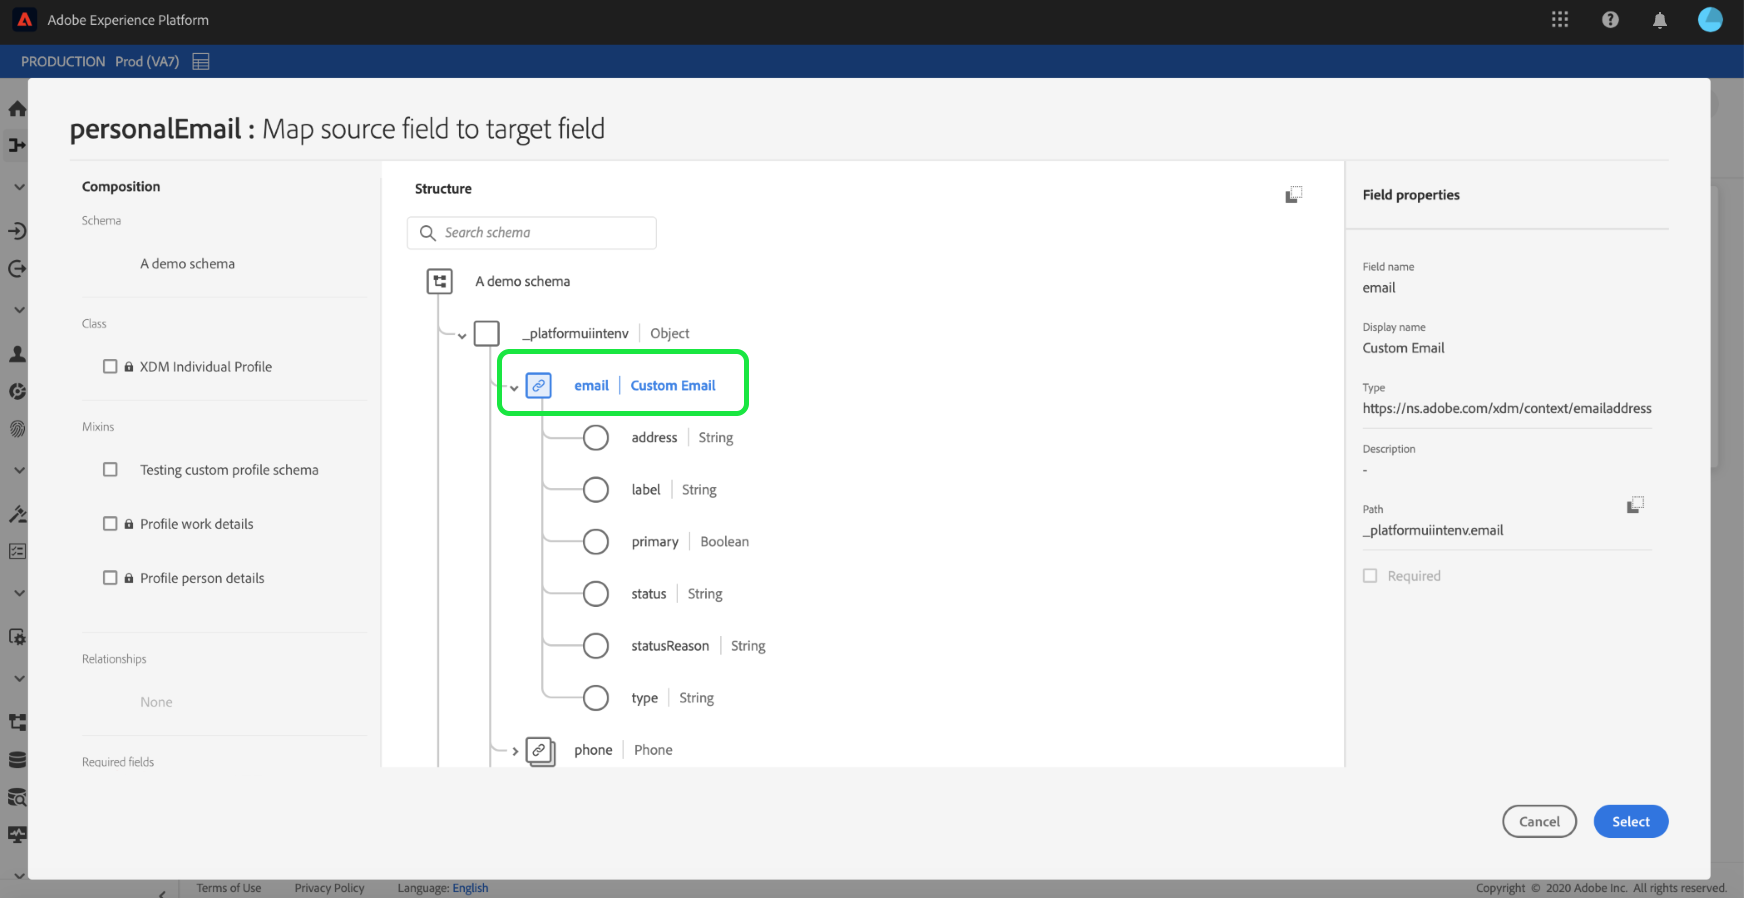 Adobe Experience Platform
PRODUCTION Prod (VA7)
personalEmail : Map source field to target field
Composition
Schema
A demo schema
Class
XDM Individual Profile
Mixins
Testing custom profile schema
Profile work details
Profile person details
Relationships
None
Required fields
Structure
Search schema
A demo schema
_platformuiintenv Object
email Custom Email
address String
label String
primary Boolean
status String
statusReason String
type String
phone Phone
Field properties
Field name
email
Display name
Custom Email
Type
https://ns.adobe.com/xdm/context/emailaddress
Description
-
Path
_platformuiintenv.email
Required
Cancel Select
Terms of Use Privacy Policy Language: English Copyright © 2020 Adobe Inc. All rights reserved.